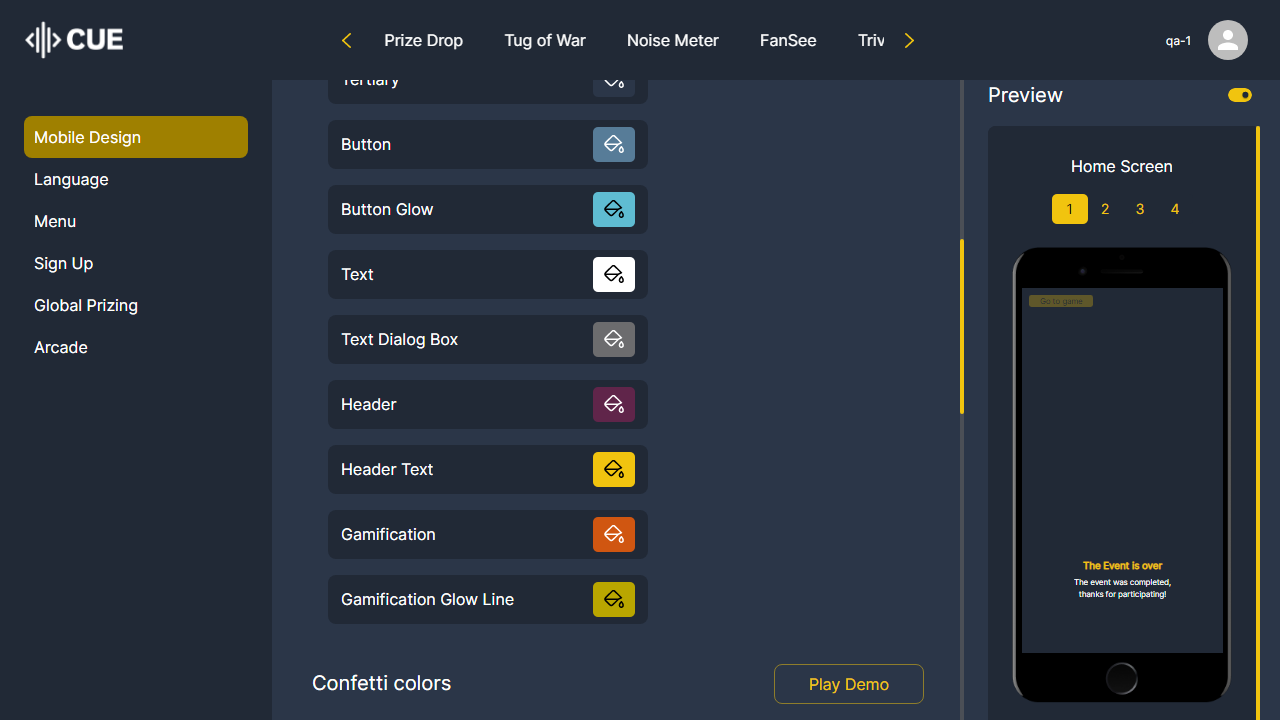 CUE
Prize Drop
Tug of War
Noise Meter
FanSee
Triv
qa-1
Mobile Design
Language
Menu
Sign Up
Global Prizing
Arcade
Tertiary
Button
Button Glow
Text
Text Dialog Box
Header
Header Text
Gamification
Gamification Glow Line
Confetti colors
Play Demo
Preview
Home Screen
1 2 3 4
Go to game
The Event is over
The event was completed,
thanks for participating!